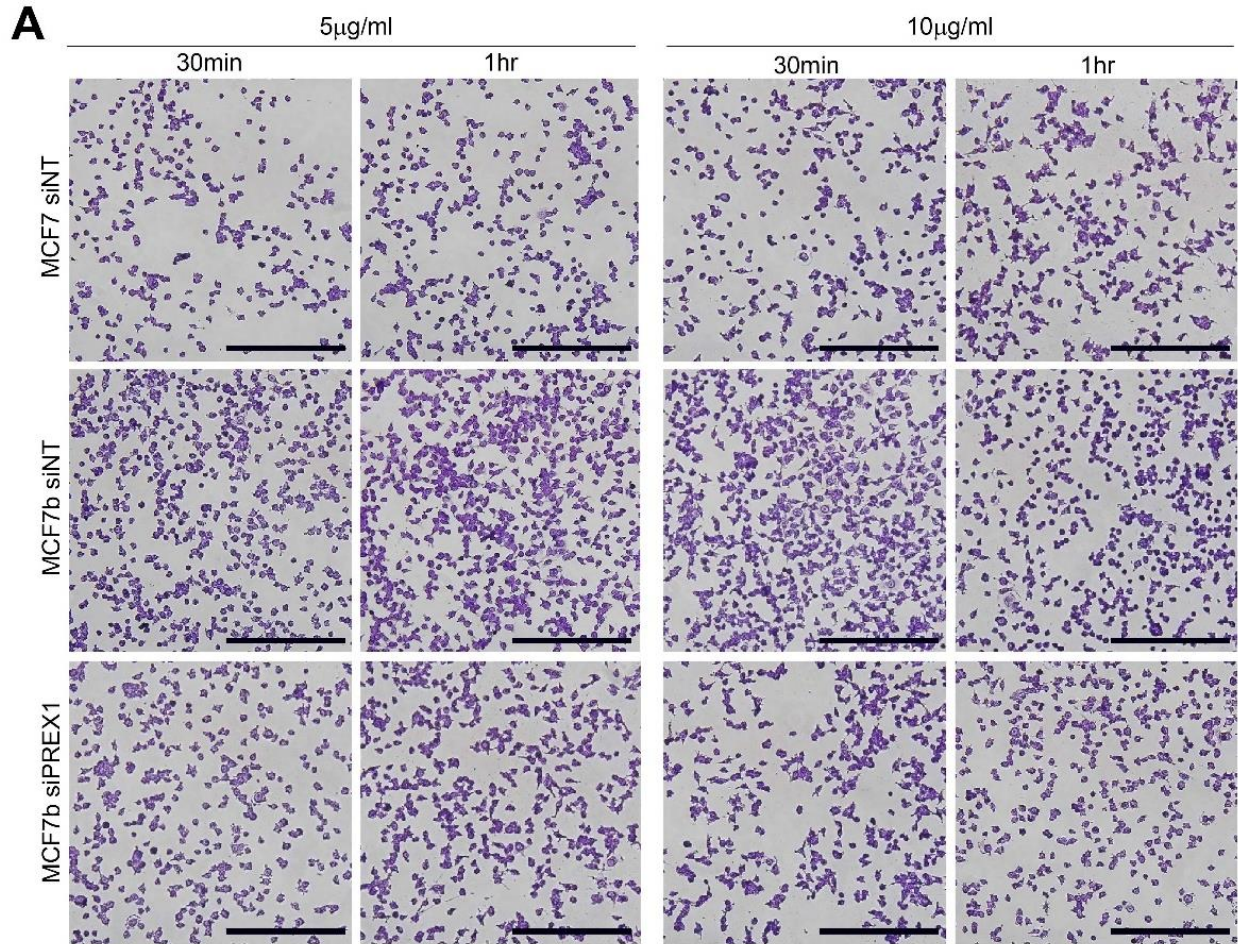 A
5μg/ml 10μg/ml
30min 1hr 30min 1hr
MCF7 siNT
MCF7b siNT
MCF7b siPREX1